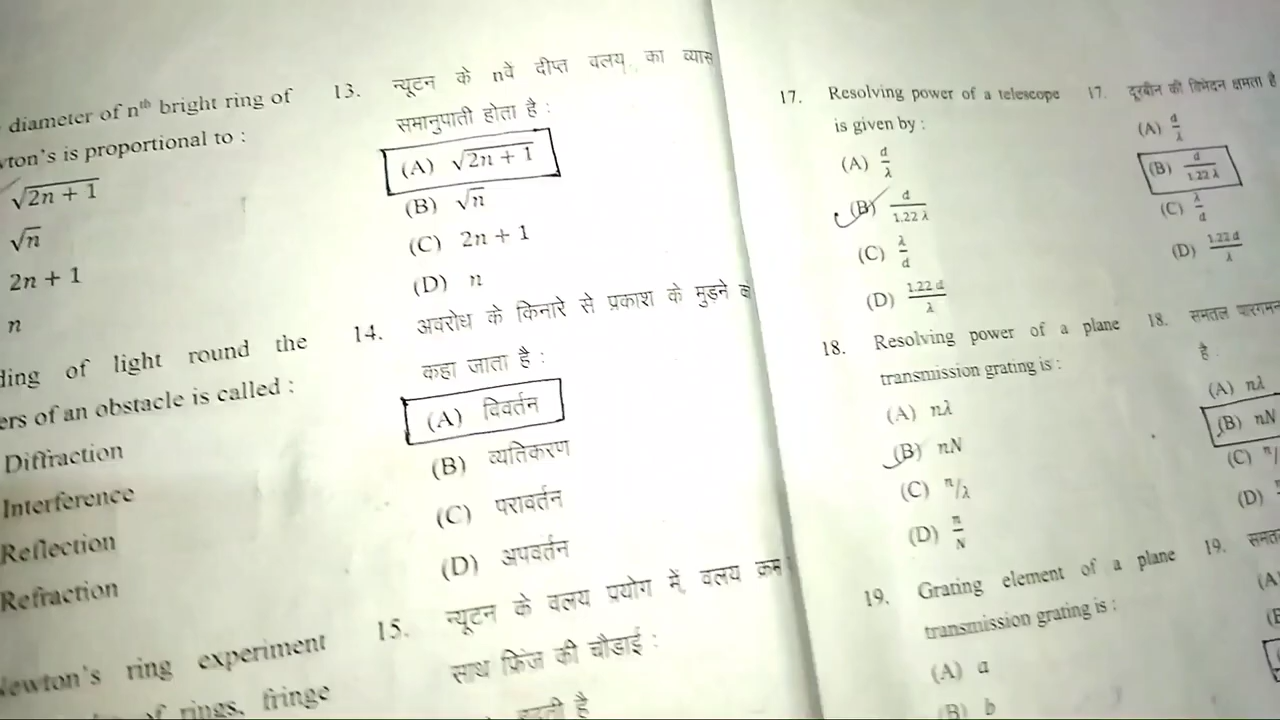 diameter of nᵗʰ bright ring of
ton's is proportional to :
√2n + 1
√n
2n + 1
n
of light round the
of an obstacle is called :
Diffraction
Interference
Reflection
Refraction
Newton's ring experiment
of rings, fringe
13. न्यूटन के nवें दीप्त वलय का व्यास
समानुपाती होता है :
(A) √2n + 1
(B) √n
(C) 2n + 1
(D) n
14. अवरोध के किनारे से प्रकाश के मुड़ने
कहा जाता है :
(A) विवर्तन
(B) व्यतिकरण
(C) परावर्तन
(D) अपवर्तन
15. न्यूटन के वलय प्रयोग में, वलय क्रम
साथ फ्रिंज की चौडाई :
है
17. Resolving power of a telescope
is given by :
(A) d/λ
(B) d/1.22 λ
(C) λ/d
(D) 1.22 d/λ
18. Resolving power of a plane
transmission grating is :
(A) nλ
(B) nN
(C) n/λ
(D) n/N
19. Grating element of a plane
transmission grating is :
(A) a
(B) b
17. दूरबीन की विभेदन क्षमता है
(A) d/λ
(B) d/1.22 λ
(C) λ/d
(D) 1.22 d/λ
18. समतल पारगमन
है :
(A) nλ
(B) nN
(C) n/
(D)
19. समत
(A